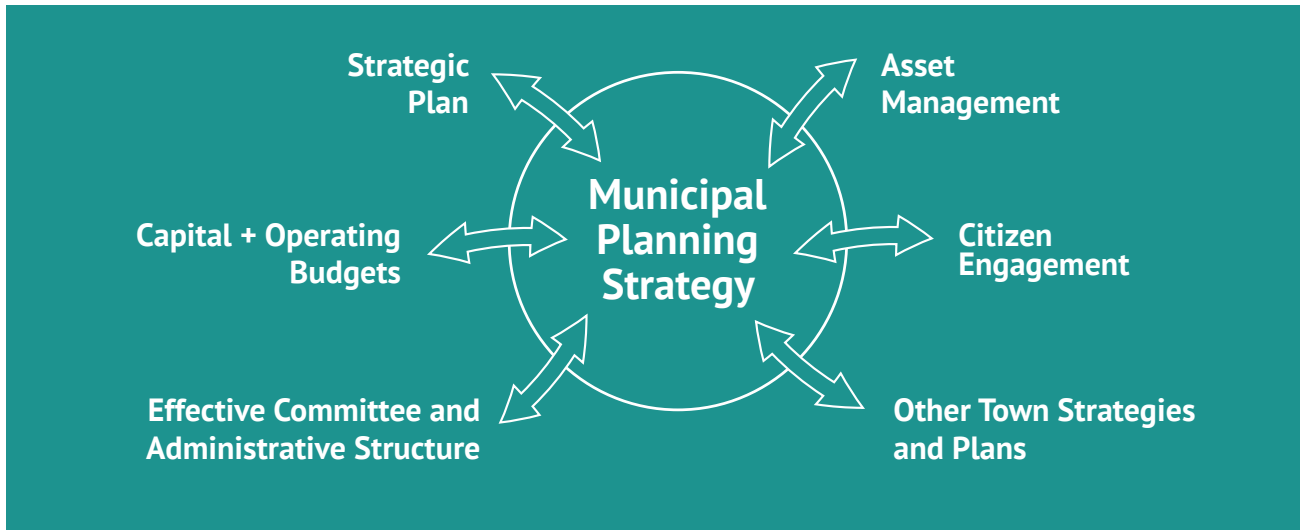 Strategic
Plan
Asset
Management
Municipal
Planning
Strategy
Capital + Operating
Budgets
Citizen
Engagement
Effective Committee and
Administrative Structure
Other Town Strategies
and Plans